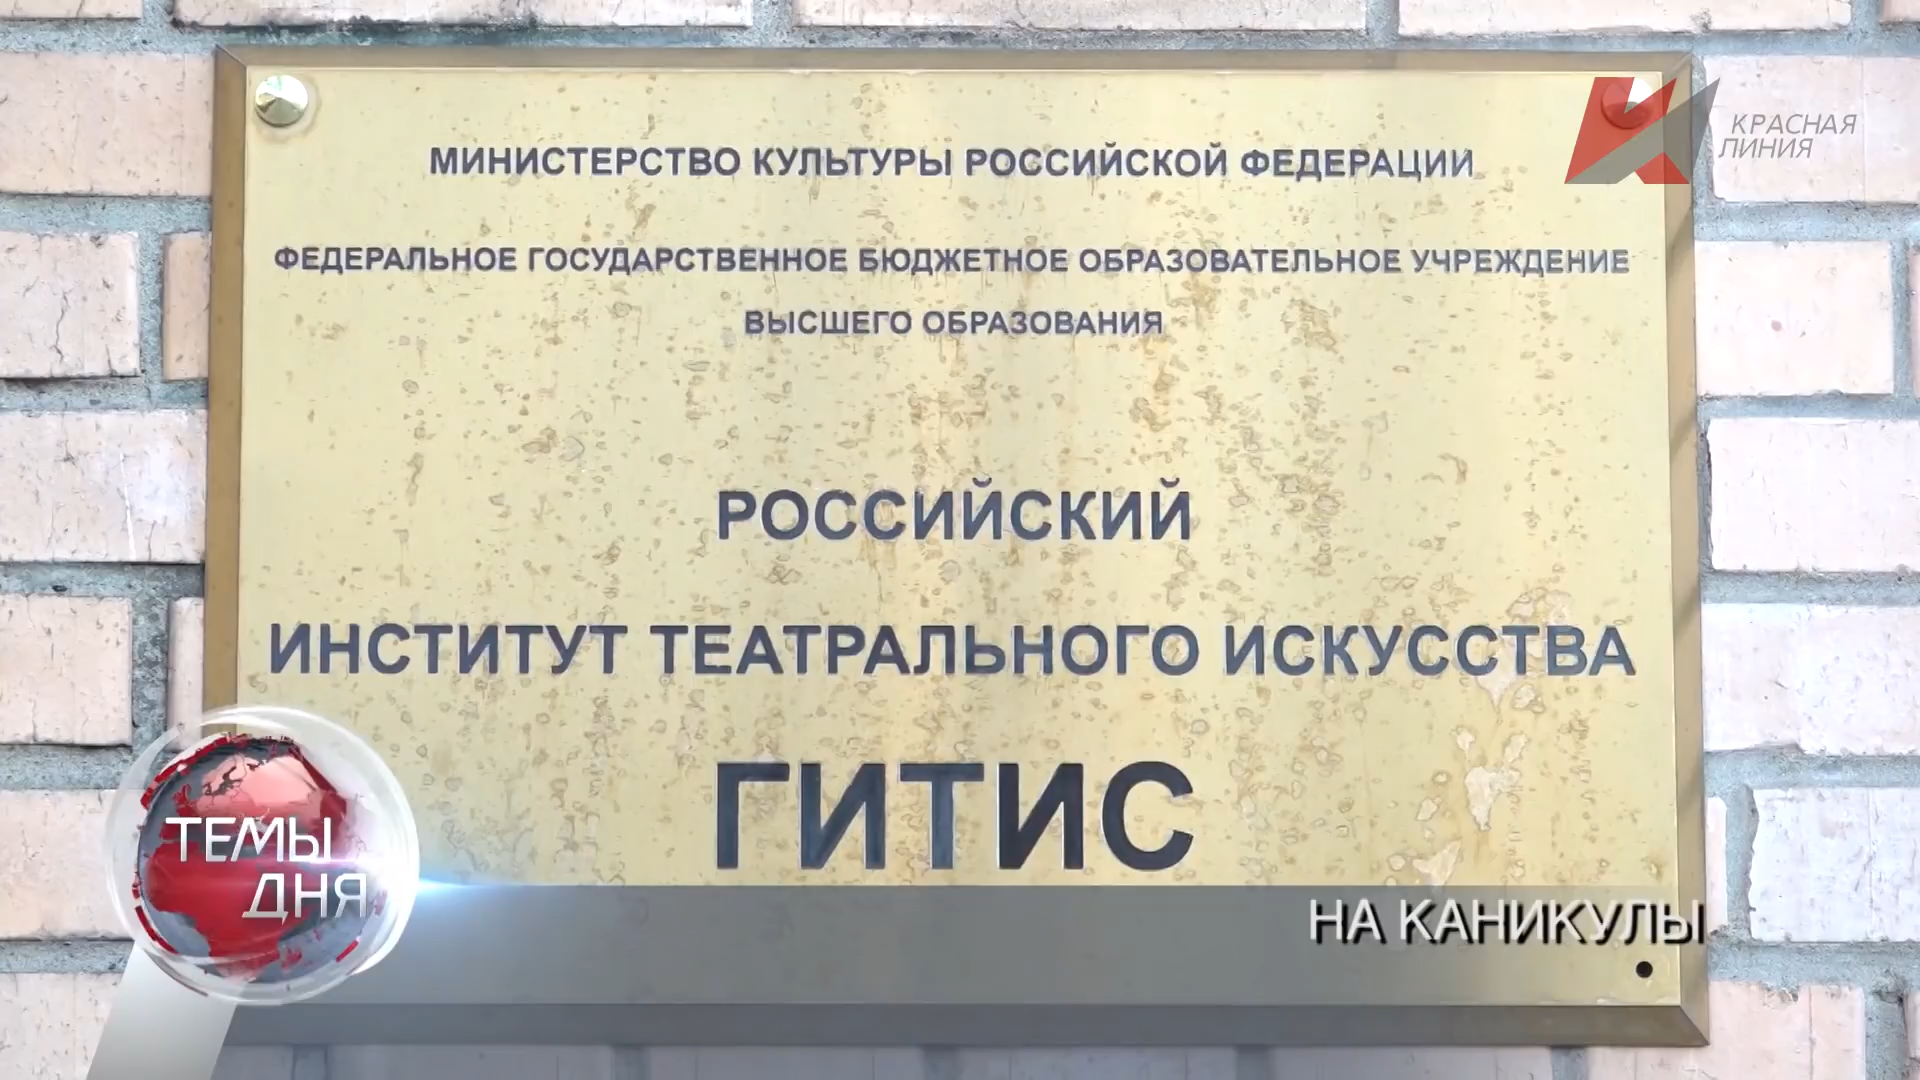 МИНИСТЕРСТВО КУЛЬТУРЫ РОССИЙСКОЙ ФЕДЕРАЦИИ
КРАСНАЯ
ЛИНИЯ
ФЕДЕРАЛЬНОЕ ГОСУДАРСТВЕННОЕ БЮДЖЕТНОЕ ОБРАЗОВАТЕЛЬНОЕ УЧРЕЖДЕНИЕ
ВЫСШЕГО ОБРАЗОВАНИЯ
РОССИЙСКИЙ
ИНСТИТУТ ТЕАТРАЛЬНОГО ИСКУССТВА
ГИТИС
ТЕМЫ
ДНЯ
НА КАНИКУЛЫ